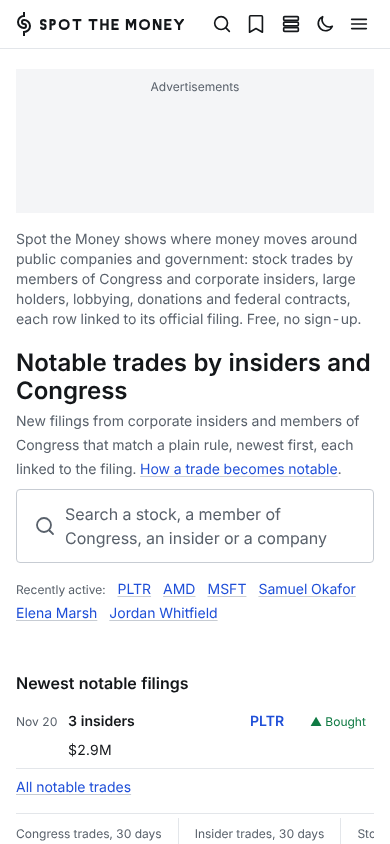 SPOT THE MONEY
Advertisements
Spot the Money shows where money moves around
public companies and government: stock trades by
members of Congress and corporate insiders, large
holders, lobbying, donations and federal contracts,
each row linked to its official filing. Free, no sign-up.
Notable trades by insiders and
Congress
New filings from corporate insiders and members of
Congress that match a plain rule, newest first, each
linked to the filing. How a trade becomes notable.
Search a stock, a member of
Congress, an insider or a company
Recently active: PLTR AMD MSFT Samuel Okafor
Elena Marsh Jordan Whitfield
Newest notable filings
Nov 20 3 insiders PLTR ▲ Bought
$2.9M
All notable trades
Congress trades, 30 days Insider trades, 30 days Sto